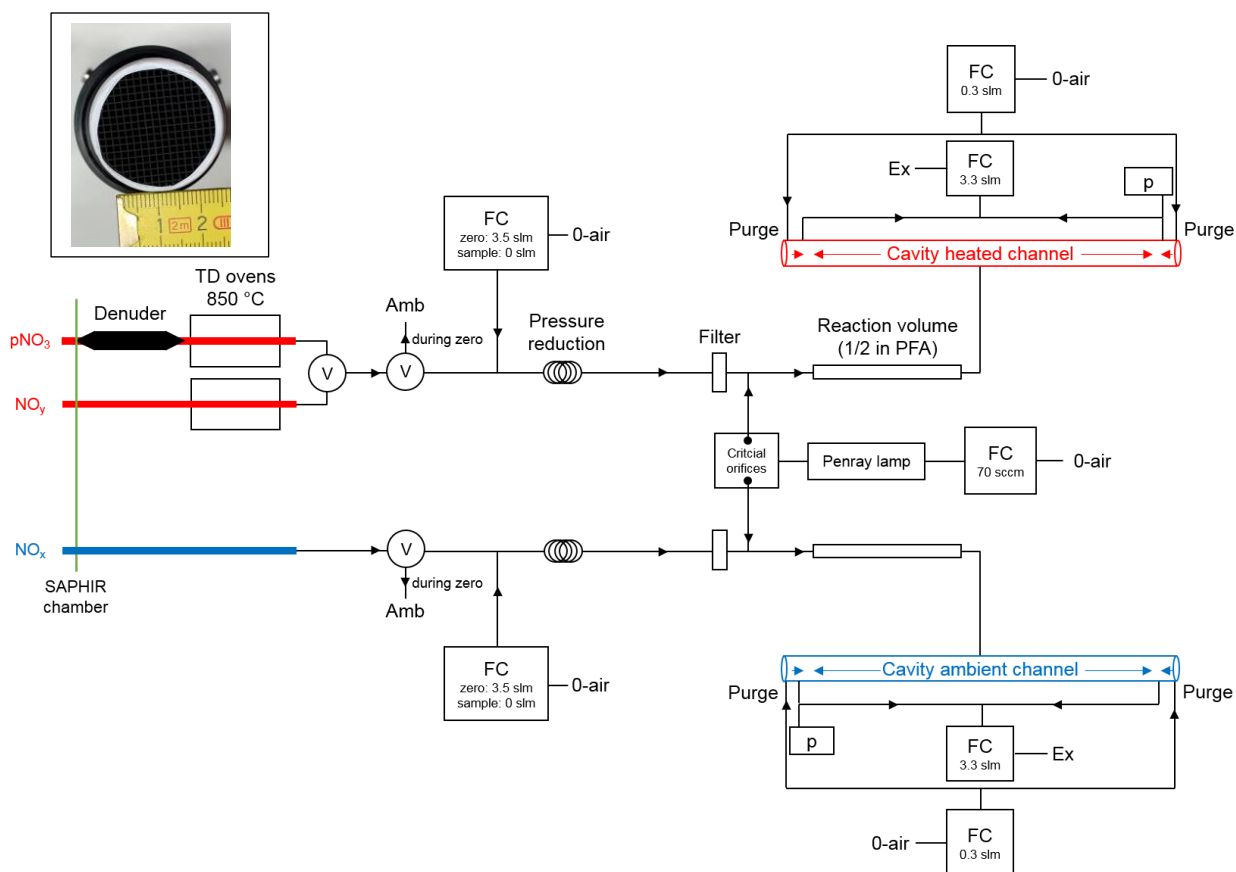 1
2m
2
FC
0.3 slm
0-air
FC
3.3 slm
Ex
p
Purge
Purge
Cavity heated channel
FC
zero: 3.5 slm
sample: 0 slm
0-air
TD ovens
850 °C
Denuder
Amb
during zero
Pressure
reduction
Filter
Reaction volume
(1/2 in PFA)
pNO₃
V
V
NOy
Critcial
orifices
Penray lamp
FC
70 sccm
0-air
NOₓ
V
during zero
Amb
SAPHIR
chamber
FC
zero: 3.5 slm
sample: 0 slm
0-air
Cavity ambient channel
Purge
Purge
p
FC
3.3 slm
Ex
0-air
FC
0.3 slm